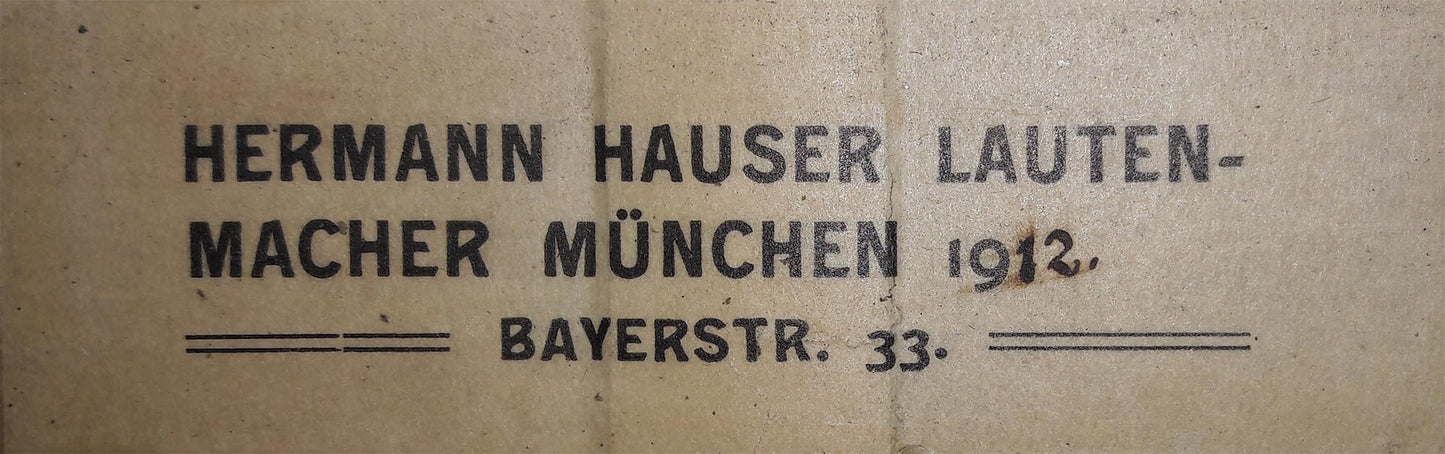 HERMANN HAUSER LAUTEN-
MACHER MÜNCHEN 1912.
BAYERSTR. 33.